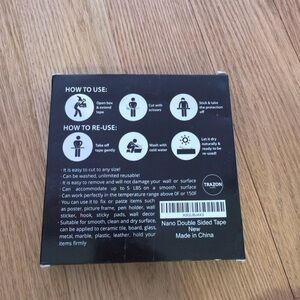 HOW TO USE:
Open box & extend tape
Cut with scissors
Stick & take the protection off
HOW TO RE-USE:
Take off tape gently
Wash with cold water
Let it dry naturally & ready to be re-used!
· It is easy to cut to any size!
· Can be washed, unlimited reusable!
· It is easy to remove and will not damage your wall or surface
· Can accommodate up to 5 LBS on a smooth surface
· Can work perfectly in the temperature range above 0F or 150F
· You can use it to fix or paste items such as poster, picture frame, pen holder, wall sticker, hook, sticky pads, wall decor
· Suitable for smooth, clean and dry surface, can be applied to ceramic tile, board, glass, metal, marble, plastic, leather, hold your items firmly
TRAZON
Nano Double Sided Tape
New
Made in China